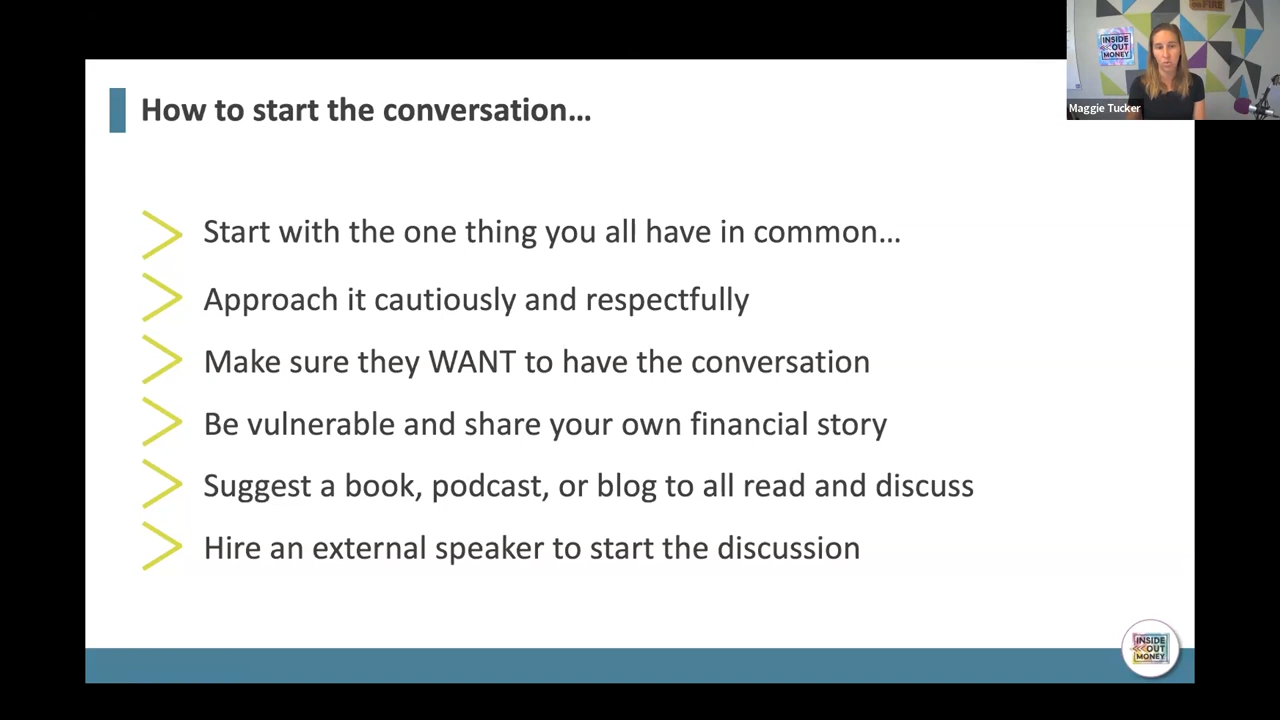 How to start the conversation...
Start with the one thing you all have in common...
Approach it cautiously and respectfully
Make sure they WANT to have the conversation
Be vulnerable and share your own financial story
Suggest a book, podcast, or blog to all read and discuss
Hire an external speaker to start the discussion
INSIDE
OUT
MONEY
Maggie Tucker
INSIDE
OUT
MONEY